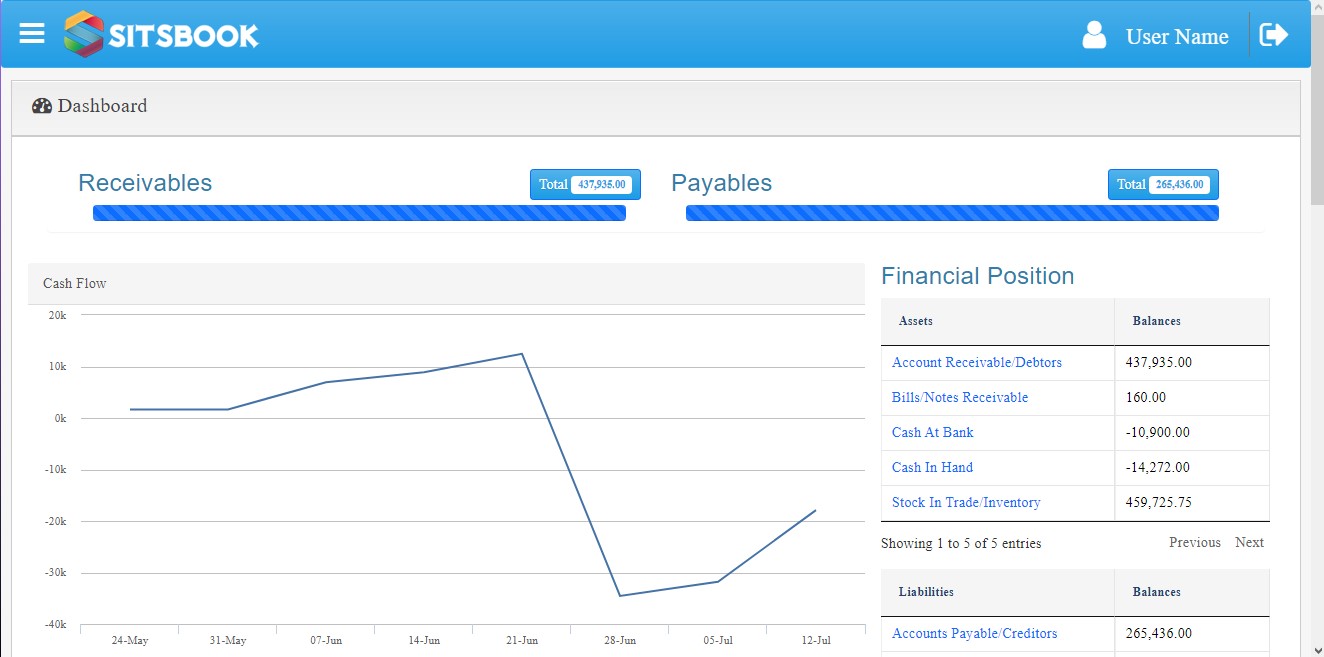 SITSBOOK
User Name
Dashboard
Receivables
Total 437,935.00
Payables
Total 265,436.00
Cash Flow
20k
10k
0k
-10k
-20k
-30k
-40k
24-May 31-May 07-Jun 14-Jun 21-Jun 28-Jun 05-Jul 12-Jul
Financial Position
Assets Balances
Account Receivable/Debtors 437,935.00
Bills/Notes Receivable 160.00
Cash At Bank -10,900.00
Cash In Hand -14,272.00
Stock In Trade/Inventory 459,725.75
Showing 1 to 5 of 5 entries Previous Next
Liabilities Balances
Accounts Payable/Creditors 265,436.00